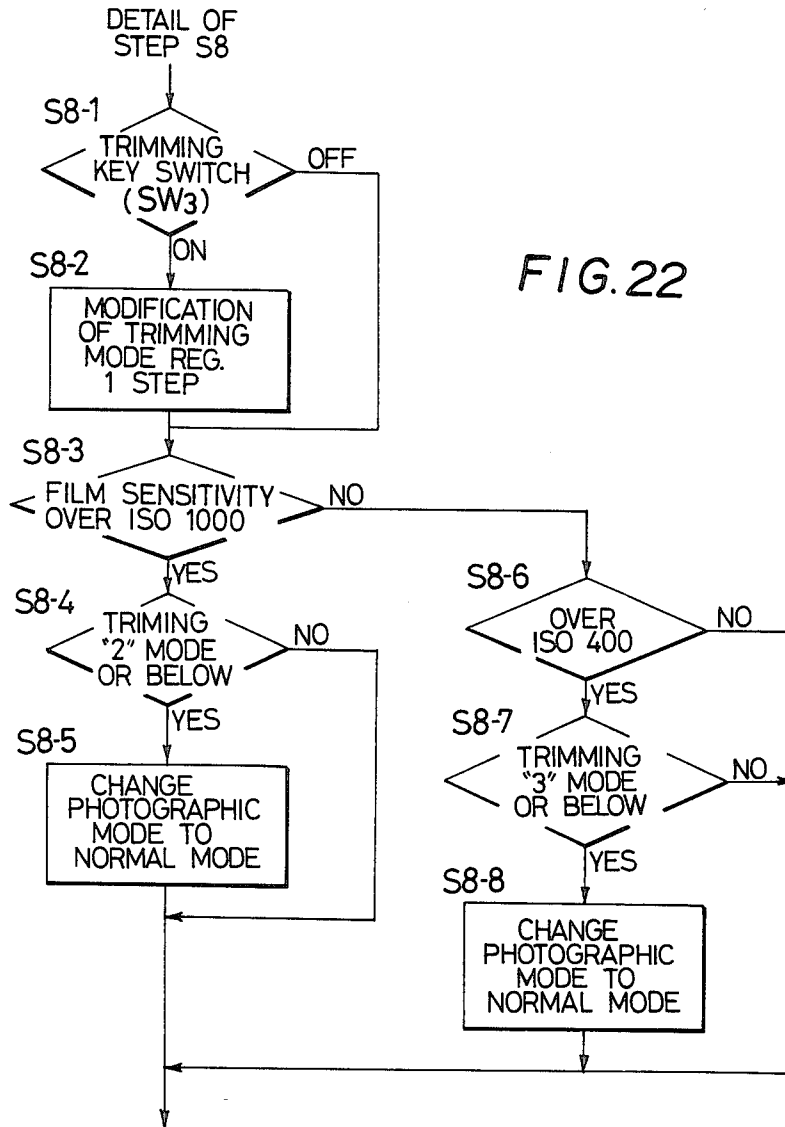 DETAIL OF
STEP S8
S8-1
TRIMMING
KEY SWITCH
(SW3)
OFF
ON
S8-2
MODIFICATION
OF TRIMMING
MODE REG.
1 STEP
FIG.22
S8-3
FILM SENSITIVITY
OVER ISO 1000
NO
YES
S8-4
TRIMING
"2" MODE
OR BELOW
NO
YES
S8-5
CHANGE
PHOTOGRAPHIC
MODE TO
NORMAL MODE
S8-6
OVER
ISO 400
NO
YES
S8-7
TRIMMING
"3" MODE
OR BELOW
NO
YES
S8-8
CHANGE
PHOTOGRAPHIC
MODE TO
NORMAL MODE